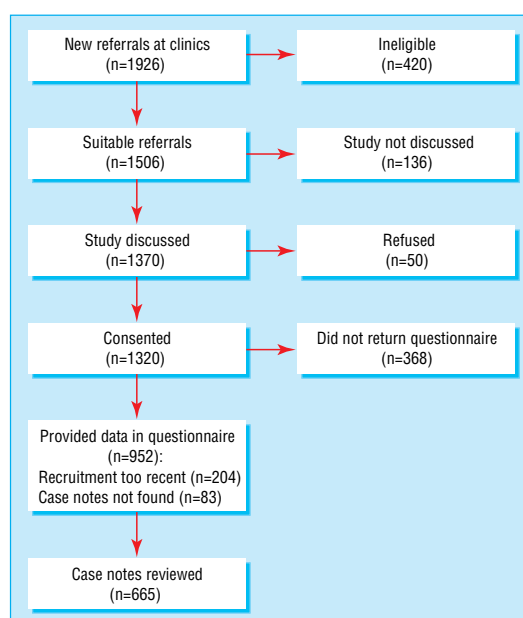 New referrals at clinics
(n=1926)
Ineligible
(n=420)
Suitable referrals
(n=1506)
Study not discussed
(n=136)
Study discussed
(n=1370)
Refused
(n=50)
Consented
(n=1320)
Did not return questionnaire
(n=368)
Provided data in questionnaire
(n=952):
Recruitment too recent (n=204)
Case notes not found (n=83)
Case notes reviewed
(n=665)